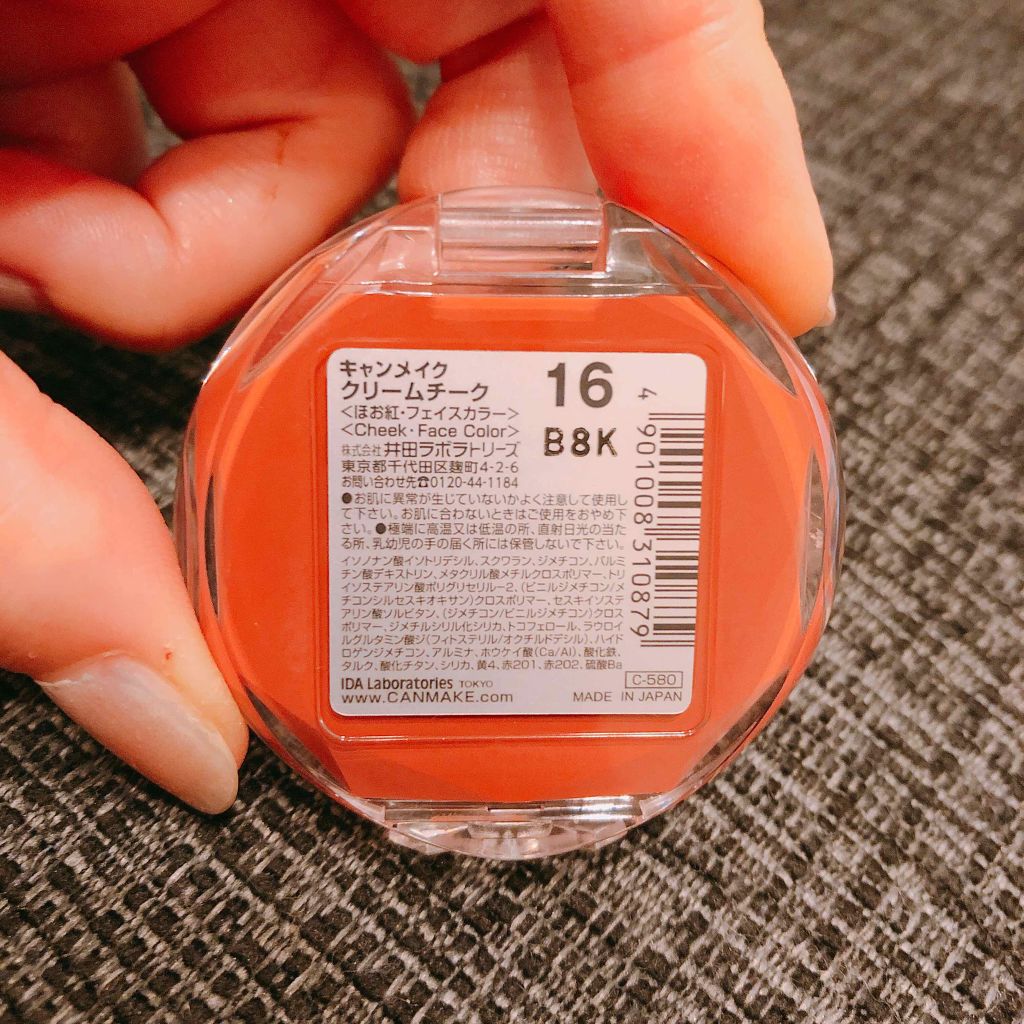 キャンメイク
クリームチーク
<ほお紅・フェイスカラー>
<Cheek・Face Color>
株式会社 井田ラボラトリーズ
東京都千代田区麹町4-2-6
お問い合わせ先☎0120-44-1184
16
B8K
●お肌に異常が生じていないかよく注意して使用し
て下さい。お肌に合わないときはご使用をおやめ下
さい。●極端に高温又は低温の所、直射日光の当た
る所、乳幼児の手の届く所には保管しないで下さい。
イソノナン酸イソトリデシル、スクワラン、ジメチコン、パルミ
チン酸デキストリン、メタクリル酸メチルクロスポリマー、トリ
イソステアリン酸ポリグリセリル-2、(ビニルジメチコン/メ
チコンシルセスキオキサン)クロスポリマー、セスキイソステ
アリン酸ソルビタン、(ジメチコン/ビニルジメチコン)クロス
ポリマー、ジメチルシリル化シリカ、トコフェロール、ラウロイ
ルグルタミン酸ジ(フィトステリル/オクチルドデシル)、ハイド
ロゲンジメチコン、アルミナ、ホウケイ酸(Ca/Al)、酸化鉄、
タルク、酸化チタン、シリカ、黄4、赤201、赤202、硫酸Ba
IDA Laboratories TOKYO
www.CANMAKE.com
C-580
MADE IN JAPAN
4 901008 310879